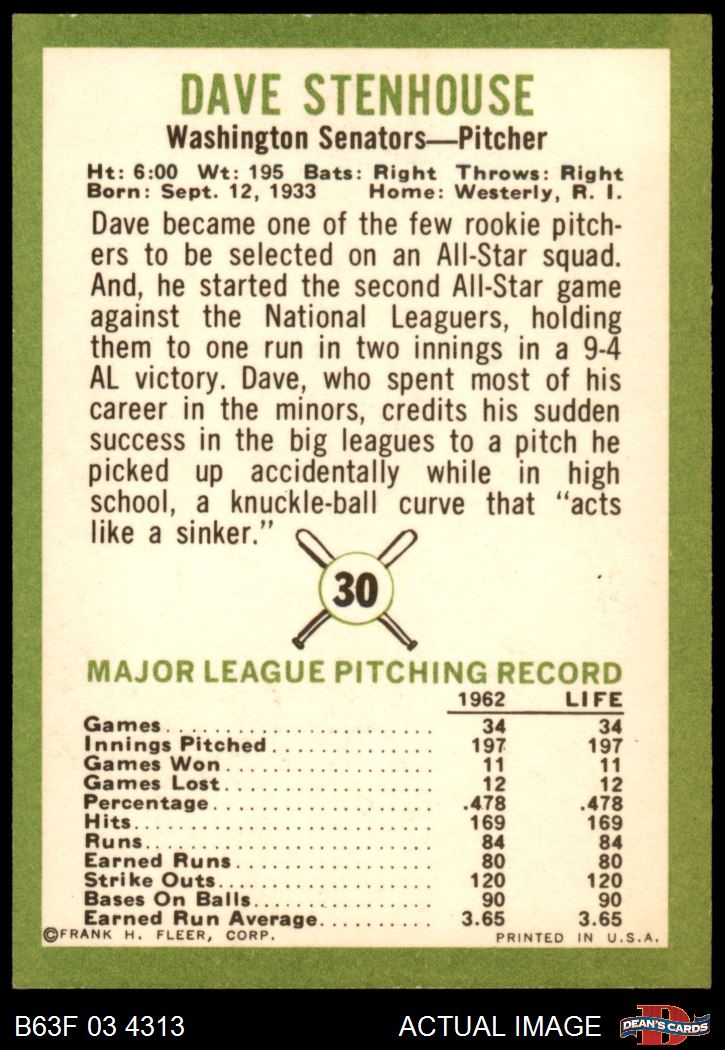 DAVE STENHOUSE
Washington Senators—Pitcher
Ht: 6:00 Wt: 195 Bats: Right Throws: Right
Born: Sept. 12, 1933 Home: Westerly, R. I.
Dave became one of the few rookie pitch-
ers to be selected on an All-Star squad.
And, he started the second All-Star game
against the National Leaguers, holding
them to one run in two innings in a 9-4
AL victory. Dave, who spent most of his
career in the minors, credits his sudden
success in the big leagues to a pitch he
picked up accidentally while in high
school, a knuckle-ball curve that “acts
like a sinker.”
30
MAJOR LEAGUE PITCHING RECORD
1962 LIFE
Games 34 34
Innings Pitched 197 197
Games Won 11 11
Games Lost 12 12
Percentage .478 .478
Hits 169 169
Runs 84 84
Earned Runs 80 80
Strike Outs 120 120
Bases On Balls 90 90
Earned Run Average 3.65 3.65
©FRANK H. FLEER, CORP. PRINTED IN U.S.A.
B63F 03 4313 ACTUAL IMAGE D DEAN'S CARDS